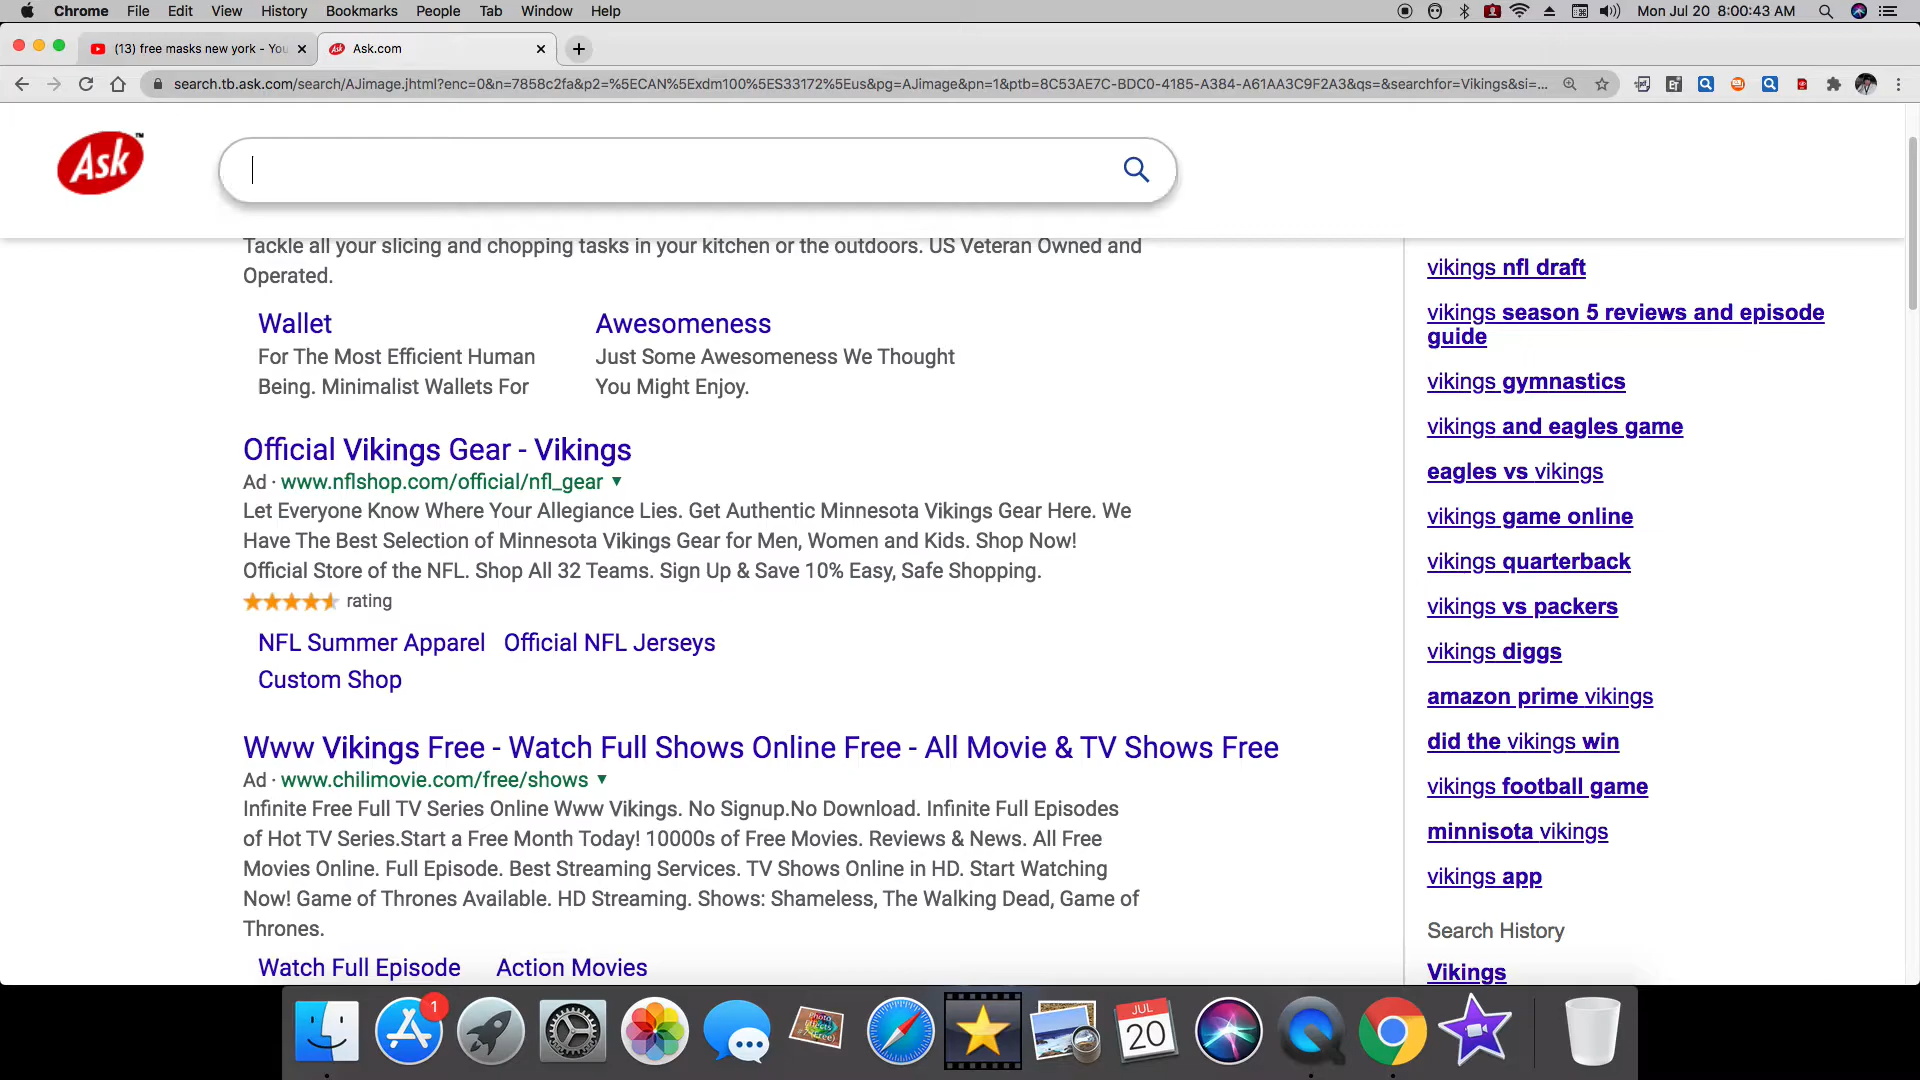 Chrome File Edit View History Bookmarks People Tab Window Help Mon Jul 20 8:00:43 AM
(13) free masks new york - You
Ask.com
search.tb.ask.com/search/AJimage.jhtml?enc=0&n=7858c2fa&p2=%5ECAN%5Exdm100%5ES33172%5Eus&pg=AJimage&pn=1&ptb=8C53AE7C-BDC0-4185-A384-A61AA3C9F2A3&qs=&searchfor=Vikings&si=...
Ask™
Tackle all your slicing and chopping tasks in your kitchen or the outdoors. US Veteran Owned and
Operated.
Wallet
For The Most Efficient Human
Being. Minimalist Wallets For
Awesomeness
Just Some Awesomeness We Thought
You Might Enjoy.
Official Vikings Gear - Vikings
Ad · www.nflshop.com/official/nfl_gear ▼
Let Everyone Know Where Your Allegiance Lies. Get Authentic Minnesota Vikings Gear Here. We
Have The Best Selection of Minnesota Vikings Gear for Men, Women and Kids. Shop Now!
Official Store of the NFL. Shop All 32 Teams. Sign Up & Save 10% Easy, Safe Shopping.
rating
NFL Summer Apparel Official NFL Jerseys
Custom Shop
Www Vikings Free - Watch Full Shows Online Free - All Movie & TV Shows Free
Ad · www.chilimovie.com/free/shows ▼
Infinite Free Full TV Series Online Www Vikings. No Signup.No Download. Infinite Full Episodes
of Hot TV Series.Start a Free Month Today! 10000s of Free Movies. Reviews & News. All Free
Movies Online. Full Episode. Best Streaming Services. TV Shows Online in HD. Start Watching
Now! Game of Thrones Available. HD Streaming. Shows: Shameless, The Walking Dead, Game of
Thrones.
Watch Full Episode Action Movies
vikings nfl draft
vikings season 5 reviews and episode
guide
vikings gymnastics
vikings and eagles game
eagles vs vikings
vikings game online
vikings quarterback
vikings vs packers
vikings diggs
amazon prime vikings
did the vikings win
vikings football game
minnisota vikings
vikings app
Search History
Vikings
1
Photo
Effects
JUL
20